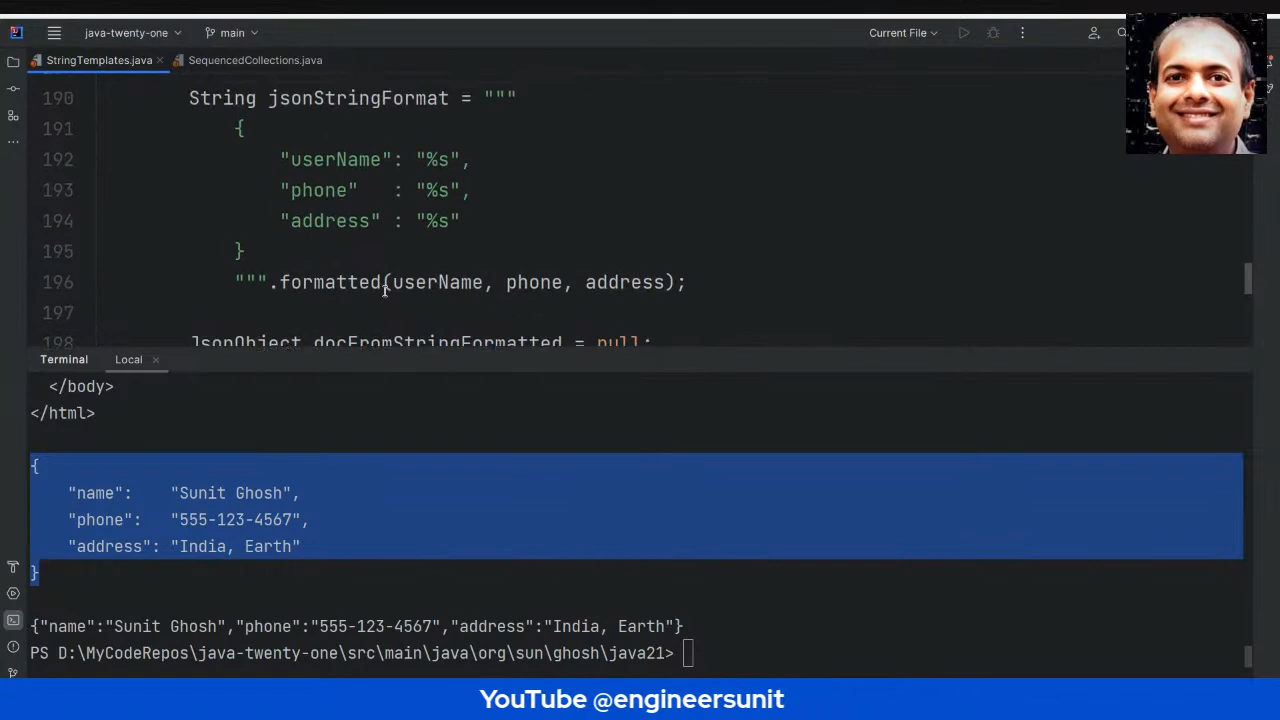 java-twenty-one
main
Current File
StringTemplates.java
SequencedCollections.java
190 String jsonStringFormat = """
191 {
192 "userName": "%s",
193 "phone"   : "%s",
194 "address" : "%s"
195 }
196 """.formatted(userName, phone, address);
197
198 JsonObject docFromStringFormatted = null;
Terminal
Local
</body>
</html>
{
"name":    "Sunit Ghosh",
"phone":   "555-123-4567",
"address": "India, Earth"
}
{"name":"Sunit Ghosh","phone":"555-123-4567","address":"India, Earth"}
PS D:\MyCodeRepos\java-twenty-one\src\main\java\org\sun\ghosh\java21>
YouTube @engineersunit